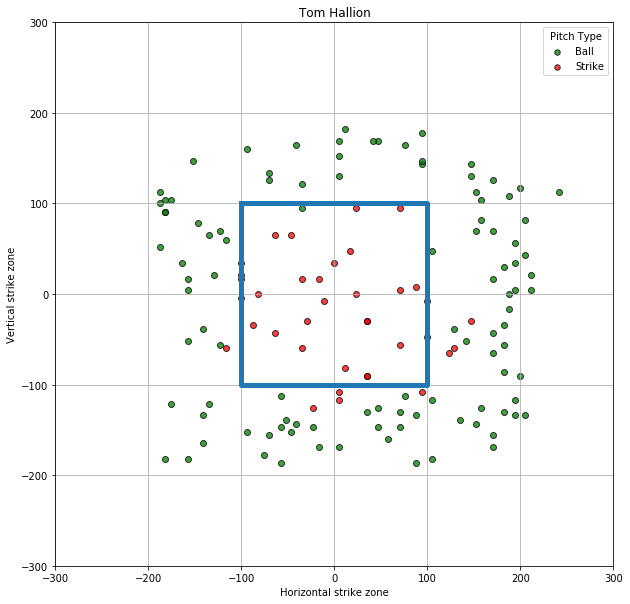 Tom Hallion
Pitch Type
Ball
Strike
300
200
100
0
−100
−200
−300
Vertical strike zone
−300
−200
−100
0
100
200
300
Horizontal strike zone